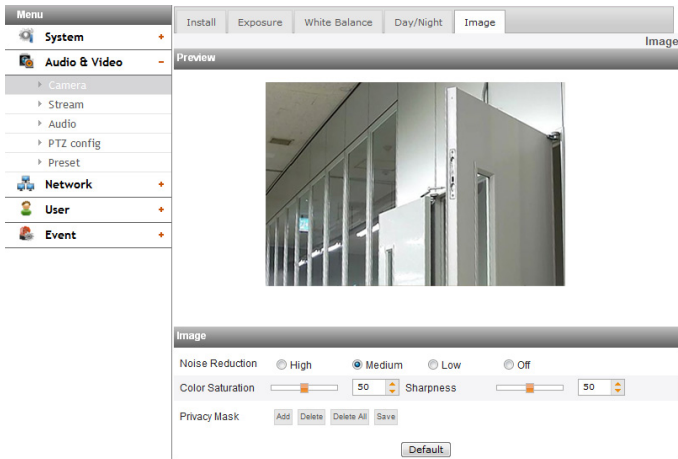 Menu
System +
Audio & Video -
Camera
Stream
Audio
PTZ config
Preset
Network +
User +
Event +
Install Exposure White Balance Day/Night Image
Image
Preview
Image
Noise Reduction High Medium Low Off
Color Saturation 50 Sharpness 50
Privacy Mask Add Delete Delete All Save
Default